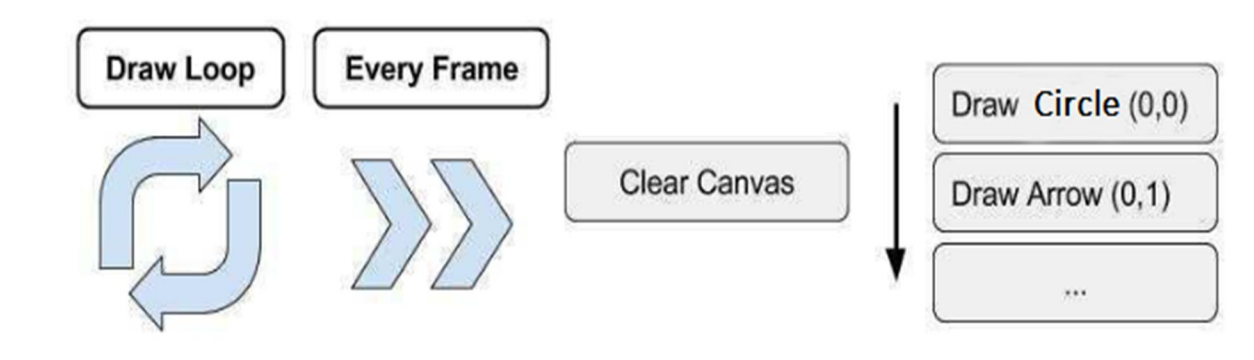 Draw Loop
Every Frame
Clear Canvas
Draw Circle (0,0)
Draw Arrow (0,1)
...